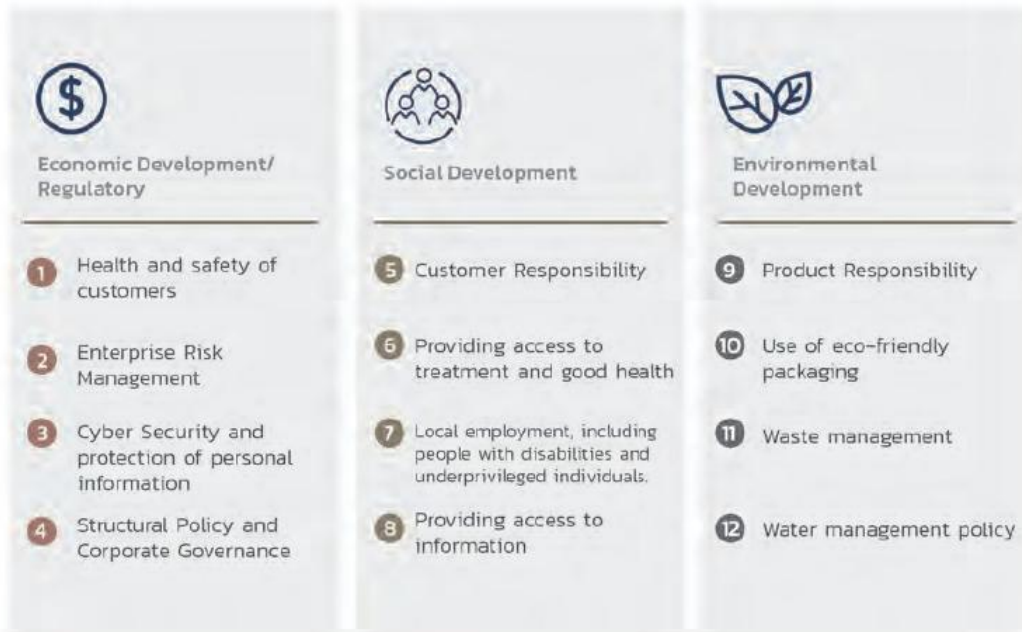 $
Economic Development/
Regulatory
1 Health and safety of
customers
2 Enterprise Risk
Management
3 Cyber Security and
protection of personal
information
4 Structural Policy and
Corporate Governance
Social Development
5 Customer Responsibility
6 Providing access to
treatment and good health
7 Local employment, including
people with disabilities and
underprivileged individuals.
8 Providing access to
information
Environmental
Development
9 Product Responsibility
10 Use of eco-friendly
packaging
11 Waste management
12 Water management policy